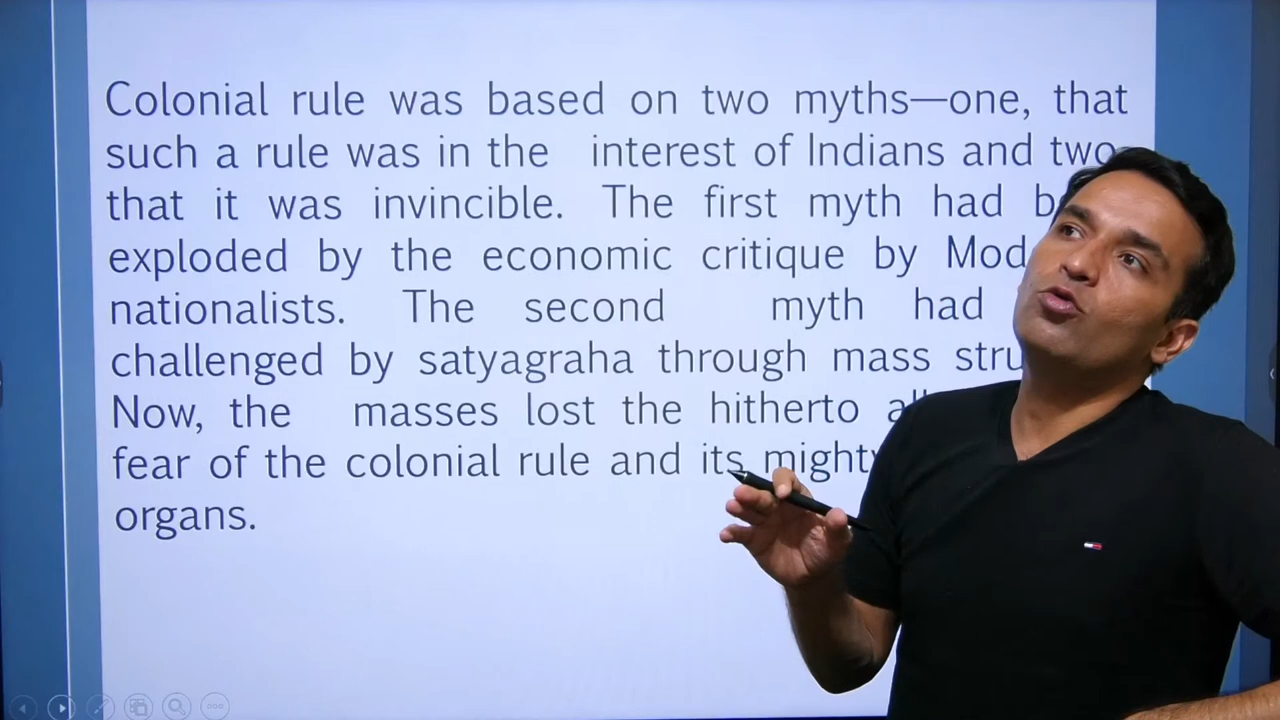 Colonial rule was based on two myths—one, that
such a rule was in the interest of Indians and two
that it was invincible. The first myth had
exploded by the economic critique by
nationalists. The second myth had
challenged by satyagraha through mass
Now, the masses lost the hitherto
fear of the colonial rule and its mighty
organs.